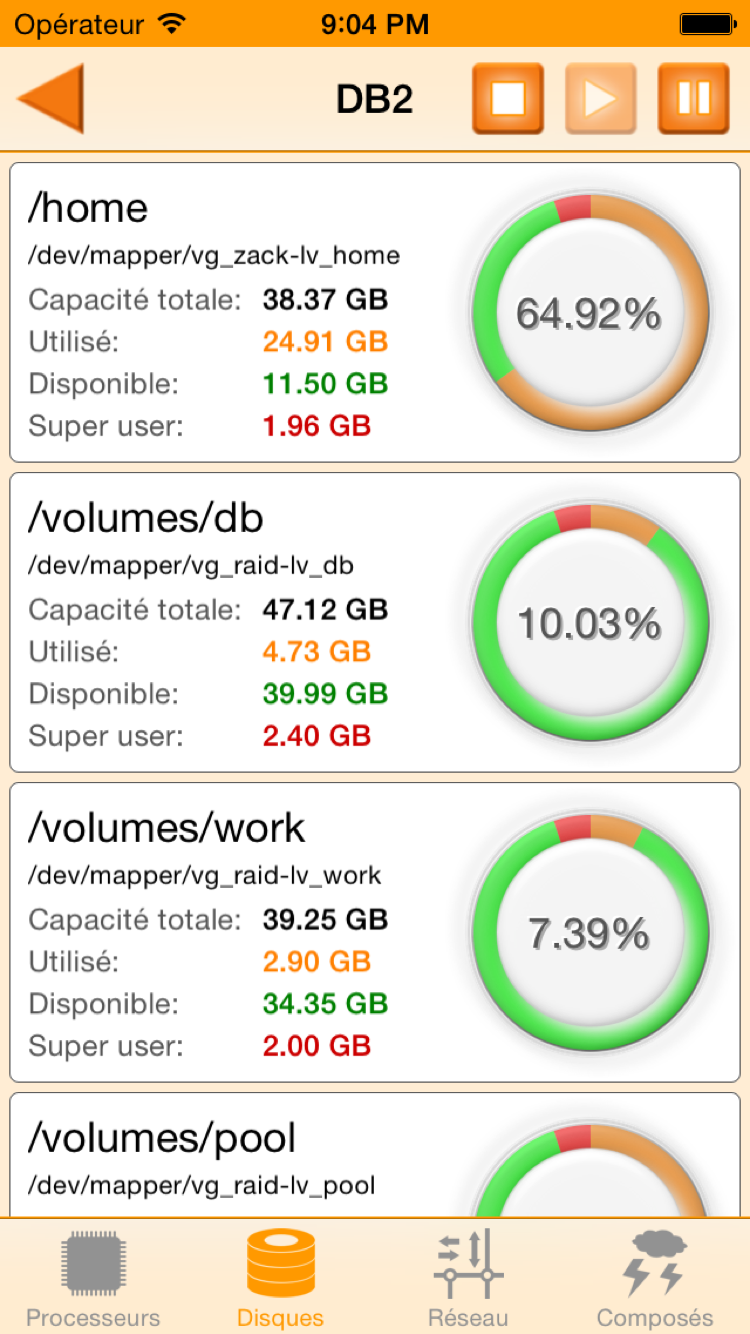 Opérateur 9:04 PM
DB2
/home
/dev/mapper/vg_zack-lv_home
Capacité totale: 38.37 GB
Utilisé: 24.91 GB
Disponible: 11.50 GB
Super user: 1.96 GB
64.92%
/volumes/db
/dev/mapper/vg_raid-lv_db
Capacité totale: 47.12 GB
Utilisé: 4.73 GB
Disponible: 39.99 GB
Super user: 2.40 GB
10.03%
/volumes/work
/dev/mapper/vg_raid-lv_work
Capacité totale: 39.25 GB
Utilisé: 2.90 GB
Disponible: 34.35 GB
Super user: 2.00 GB
7.39%
/volumes/pool
/dev/mapper/vg_raid-lv_pool
Processeurs Disques Réseau Composés